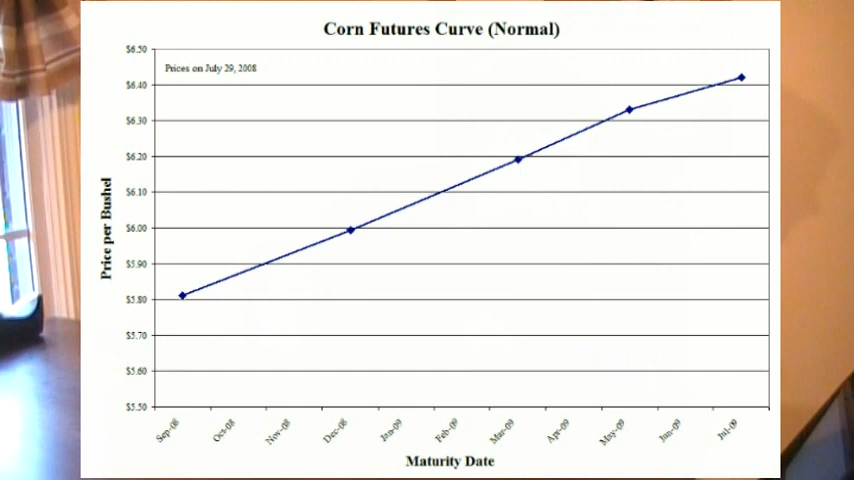 Corn Futures Curve (Normal)
Prices on July 29, 2008
$6.50
$6.40
$6.30
$6.20
$6.10
$6.00
$5.90
$5.80
$5.70
$5.60
$5.50
Price per Bushel
Sep-08
Oct-08
Nov-08
Dec-08
Jan-09
Feb-09
Mar-09
Apr-09
May-09
Jun-09
Jul-09
Maturity Date